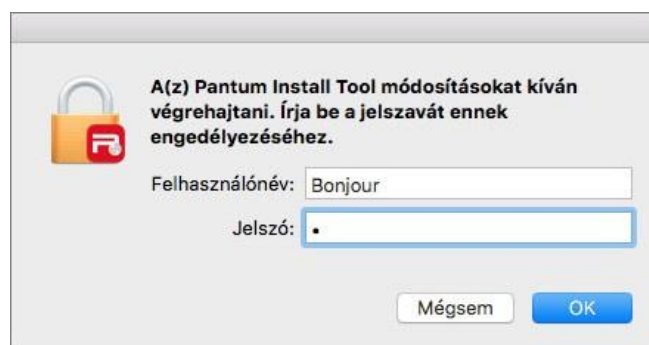 A(z) Pantum Install Tool módosításokat kíván
végrehajtani. Írja be a jelszavát ennek
engedélyezéséhez.
Felhasználónév: Bonjour
Jelszó: •
Mégsem OK